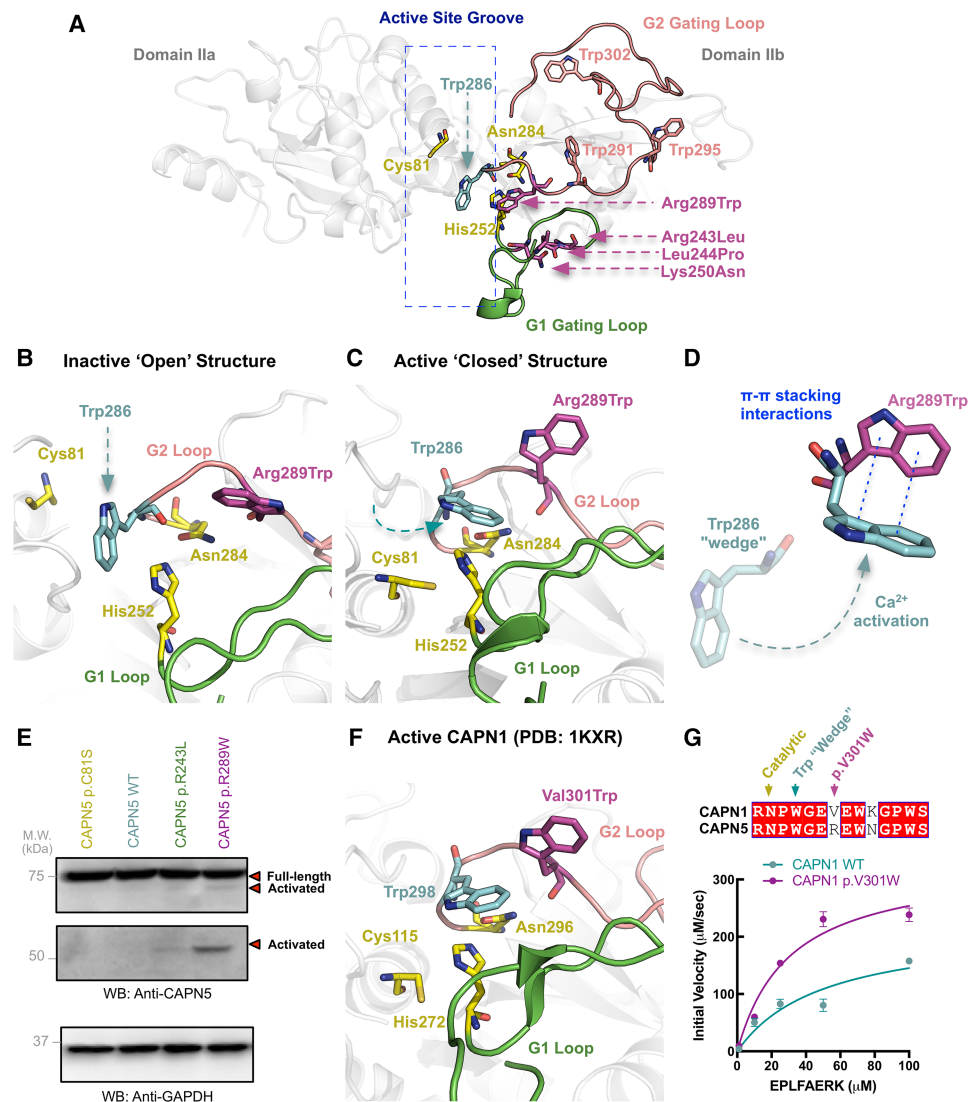 A
Active Site Groove
G2 Gating Loop
Domain IIa
Trp302
Domain IIb
Trp286
Asn284
Cys81
Trp291
Trp295
Arg289Trp
His252
Arg243Leu
Leu244Pro
Lys250Asn
G1 Gating Loop
B
Inactive ‘Open’ Structure
Trp286
Cys81
G2 Loop
Arg289Trp
Asn284
His252
G1 Loop
C
Active ‘Closed’ Structure
Arg289Trp
Trp286
G2 Loop
Cys81
Asn284
His252
G1 Loop
D
π-π stacking
interactions
Arg289Trp
Trp286
"wedge"
Ca²⁺
activation
E
CAPN5 p.C81S
CAPN5 WT
CAPN5 p.R243L
CAPN5 p.R289W
M.W.
(kDa)
75
Full-length
Activated
50
Activated
WB: Anti-CAPN5
37
WB: Anti-GAPDH
F
Active CAPN1 (PDB: 1KXR)
Val301Trp
G2 Loop
Trp298
Cys115
Asn296
His272
G1 Loop
G
Catalytic
Trp “Wedge”
p.V301W
CAPN1 RNPWGEVEWKGPWS
CAPN5 RNPWGEREWNGPWS
CAPN1 WT
CAPN1 p.V301W
Initial Velocity (μM/sec)
300
200
100
0
0 20 40 60 80 100
EPLFAERK (μM)